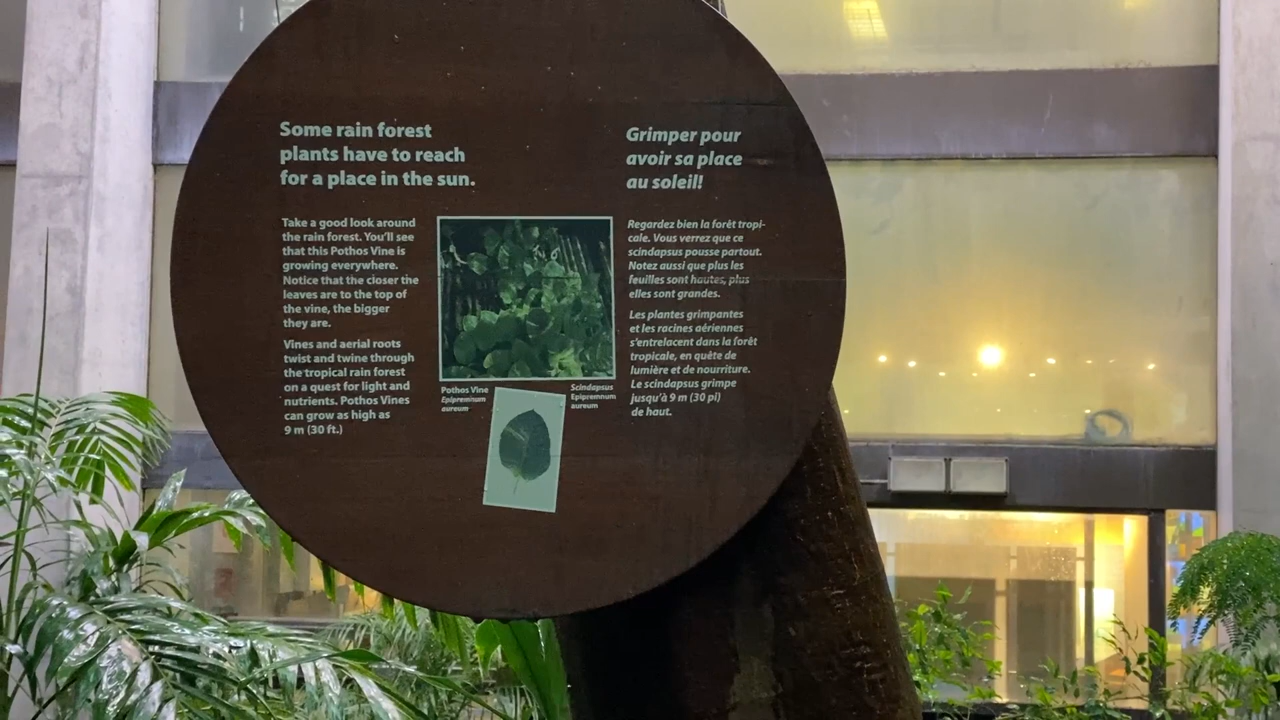 Some rain forest
plants have to reach
for a place in the sun.
Take a good look around
the rain forest. You'll see
that this Pothos Vine is
growing everywhere.
Notice that the closer the
leaves are to the top of
the vine, the bigger
they are.
Vines and aerial roots
twist and twine through
the tropical rain forest
on a quest for light and
nutrients. Pothos Vines
can grow as high as
9 m (30 ft.)
Pothos Vine
Epipremnum
aureum
Scindapsus
Epipremnum
aureum
Grimper pour
avoir sa place
au soleil!
Regardez bien la forêt tropi-
cale. Vous verrez que ce
scindapsus pousse partout.
Notez aussi que plus les
feuilles sont hautes, plus
elles sont grandes.
Les plantes grimpantes
et les racines aériennes
s'entrelacent dans la forêt
tropicale, en quête de
lumière et de nourriture.
Le scindapsus grimpe
jusqu'à 9 m (30 pi)
de haut.